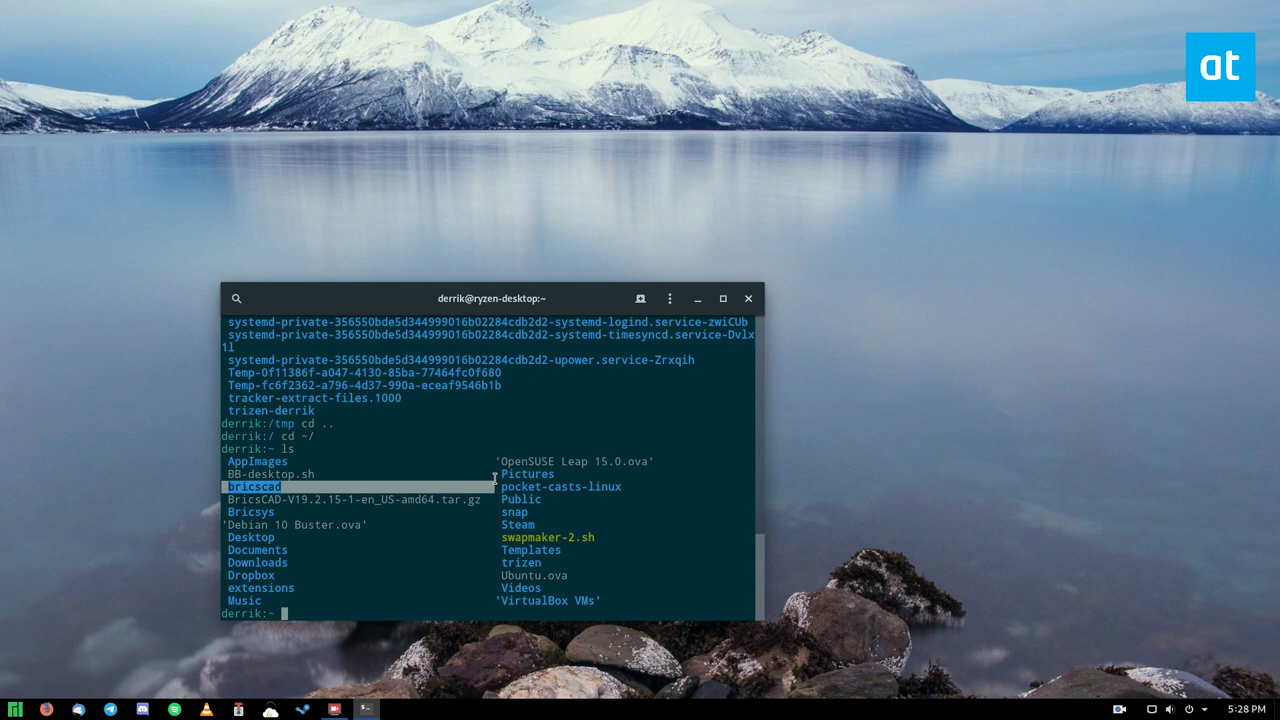 at
derrik@ryzen-desktop:~
systemd-private-356550bde5d344999016b02284cdb2d2-systemd-logind.service-zwiCUb
systemd-private-356550bde5d344999016b02284cdb2d2-systemd-timesyncd.service-Dvlx
1l
systemd-private-356550bde5d344999016b02284cdb2d2-upower.service-Zrxqih
Temp-0f11386f-a047-4130-85ba-77464fc0f680
Temp-fc6f2362-a796-4d37-990a-eceaf9546b1b
tracker-extract-files.1000
trizen-derrik
derrik:/tmp cd ..
derrik:/ cd ~/
derrik:~ ls
AppImages 'OpenSUSE Leap 15.0.ova'
BB-desktop.sh Pictures
bricscad pocket-casts-linux
BricsCAD-V19.2.15-1-en_US-amd64.tar.gz Public
Bricsys snap
'Debian 10 Buster.ova' Steam
Desktop swapmaker-2.sh
Documents Templates
Downloads trizen
Dropbox Ubuntu.ova
extensions Videos
Music 'VirtualBox VMs'
derrik:~
5:28 PM